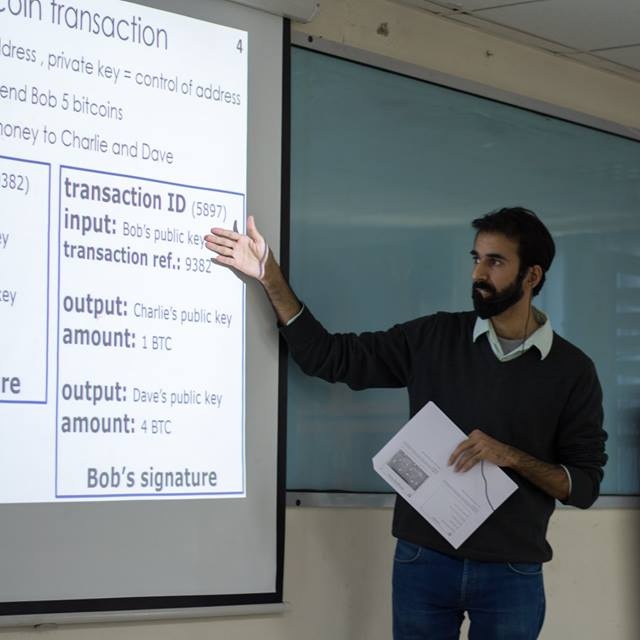 coin transaction
4
ddress , private key = control of address
end Bob 5 bitcoins
money to Charlie and Dave
9382)
transaction ID (5897)
input: Bob's public key
transaction ref.: 9382
ey
output: Charlie's public key
key
amount: 1 BTC
output: Dave's public key
re
amount: 4 BTC
Bob's signature